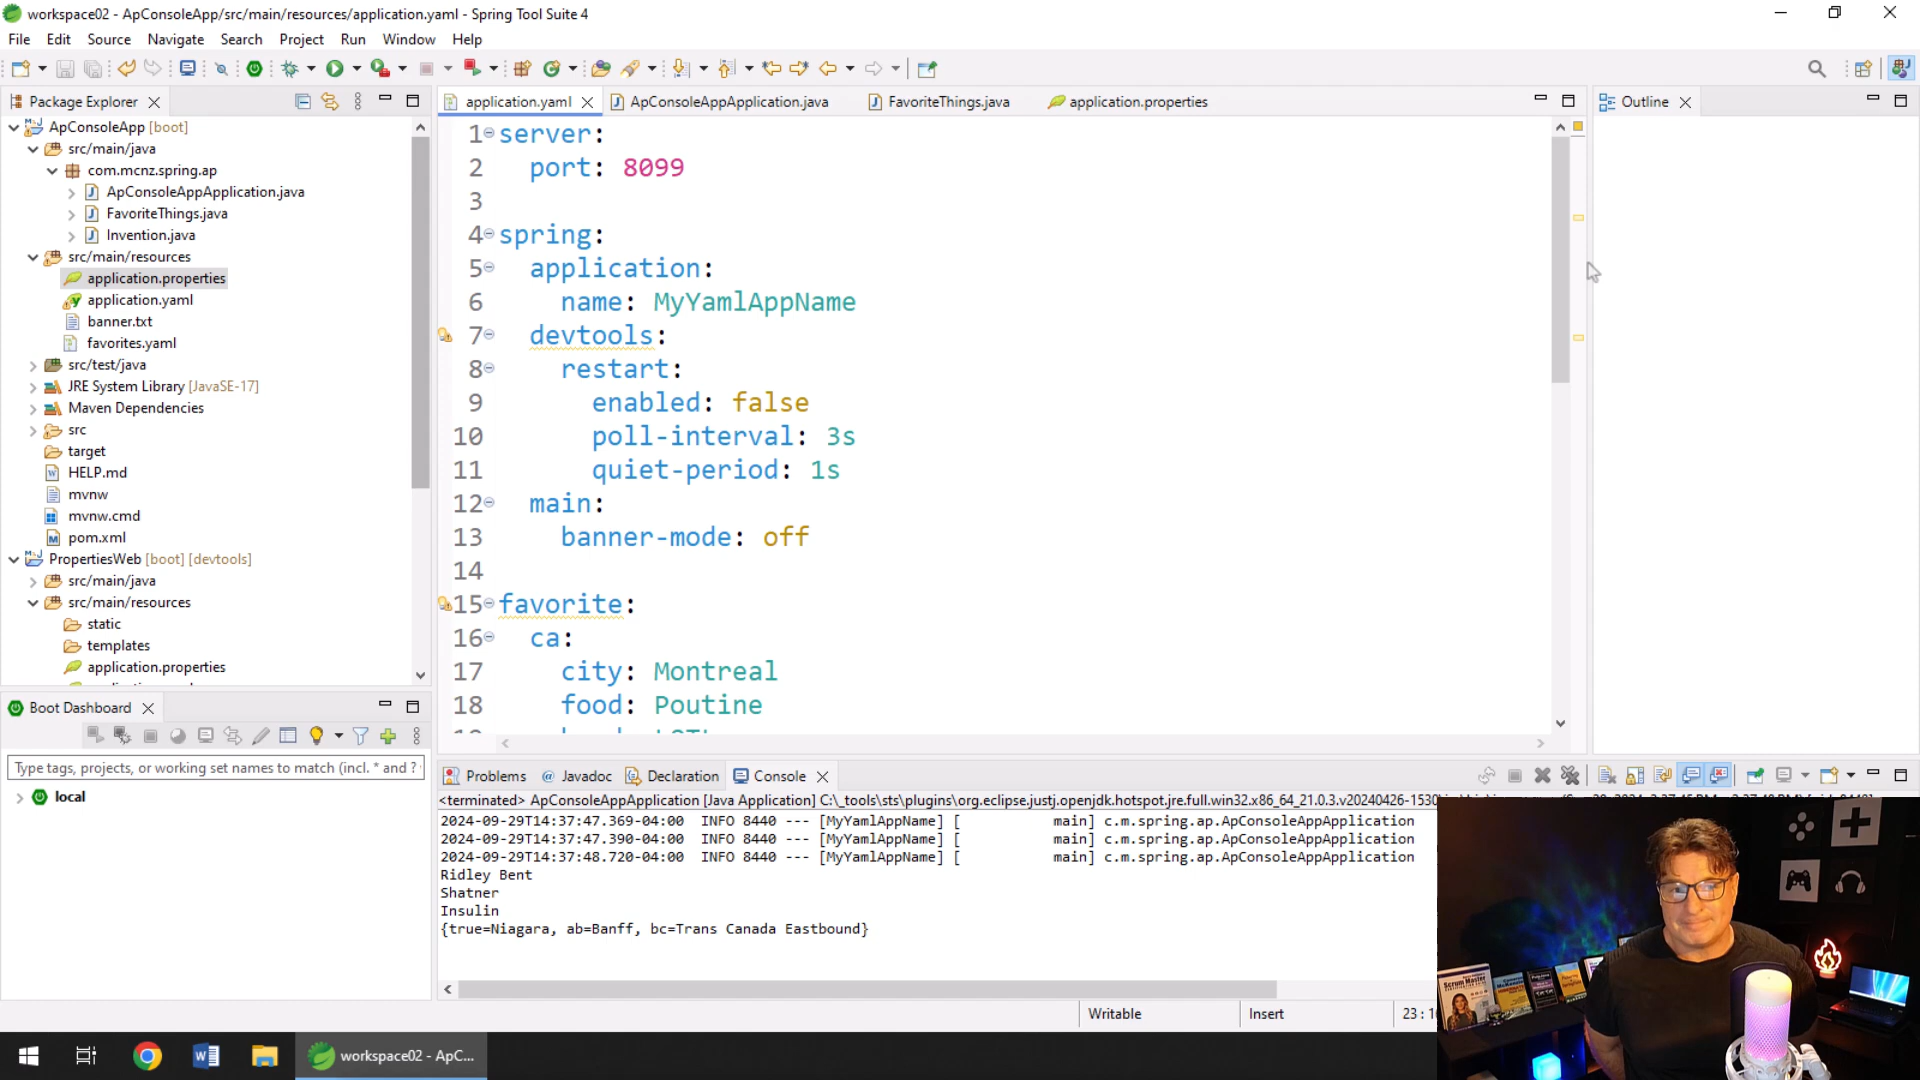 workspace02 - ApConsoleApp/src/main/resources/application.yaml - Spring Tool Suite 4
File Edit Source Navigate Search Project Run Window Help
Package Explorer
ApConsoleApp [boot]
src/main/java
com.mcnz.spring.ap
ApConsoleAppApplication.java
FavoriteThings.java
Invention.java
src/main/resources
application.properties
application.yaml
banner.txt
favorites.yaml
src/test/java
JRE System Library [JavaSE-17]
Maven Dependencies
src
target
HELP.md
mvnw
mvnw.cmd
pom.xml
PropertiesWeb [boot] [devtools]
src/main/java
src/main/resources
static
templates
application.properties
Boot Dashboard
Type tags, projects, or working set names to match (incl. * and ?
local
application.yaml ApConsoleAppApplication.java FavoriteThings.java application.properties
1 server:
2 port: 8099
3
4 spring:
5 application:
6 name: MyYamlAppName
7 devtools:
8 restart:
9 enabled: false
10 poll-interval: 3s
11 quiet-period: 1s
12 main:
13 banner-mode: off
14
15 favorite:
16 ca:
17 city: Montreal
18 food: Poutine
Outline
Problems Javadoc Declaration Console
<terminated> ApConsoleAppApplication [Java Application] C:\_tools\sts\plugins\org.eclipse.justj.openjdk.hotspot.jre.full.win32.x86_64_21.0.3.v20240426-1530
2024-09-29T14:37:47.369-04:00 INFO 8440 --- [MyYamlAppName] [ main] c.m.spring.ap.ApConsoleAppApplication
2024-09-29T14:37:47.390-04:00 INFO 8440 --- [MyYamlAppName] [ main] c.m.spring.ap.ApConsoleAppApplication
2024-09-29T14:37:48.720-04:00 INFO 8440 --- [MyYamlAppName] [ main] c.m.spring.ap.ApConsoleAppApplication
Ridley Bent
Shatner
Insulin
{true=Niagara, ab=Banff, bc=Trans Canada Eastbound}
Writable Insert 23 :
Scrum Master
workspace02 - ApC...